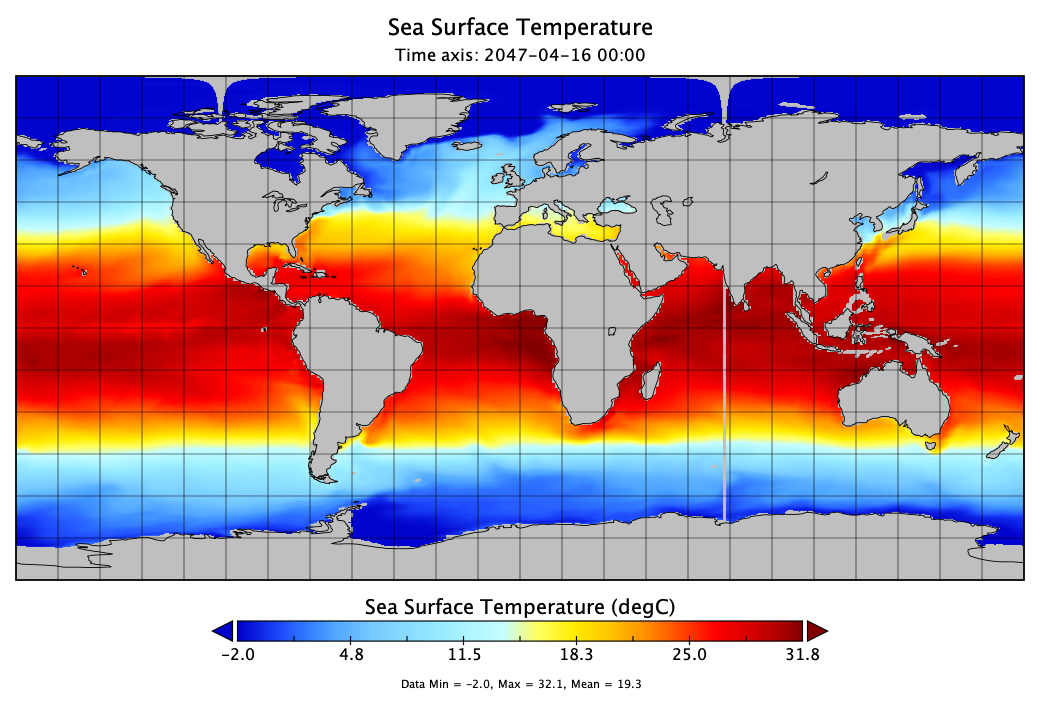 Sea Surface Temperature
Time axis: 2047-04-16 00:00
Sea Surface Temperature (degC)
−2.0 4.8 11.5 18.3 25.0 31.8
Data Min = −2.0, Max = 32.1, Mean = 19.3